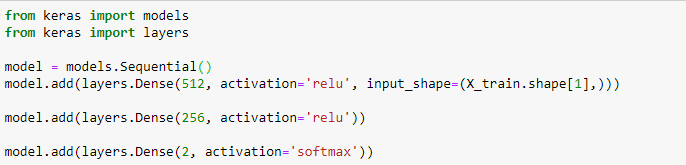 from keras import models
from keras import layers
model = models.Sequential()
model.add(layers.Dense(512, activation='relu', input_shape=(X_train.shape[1],)))
model.add(layers.Dense(256, activation='relu'))
model.add(layers.Dense(2, activation='softmax'))